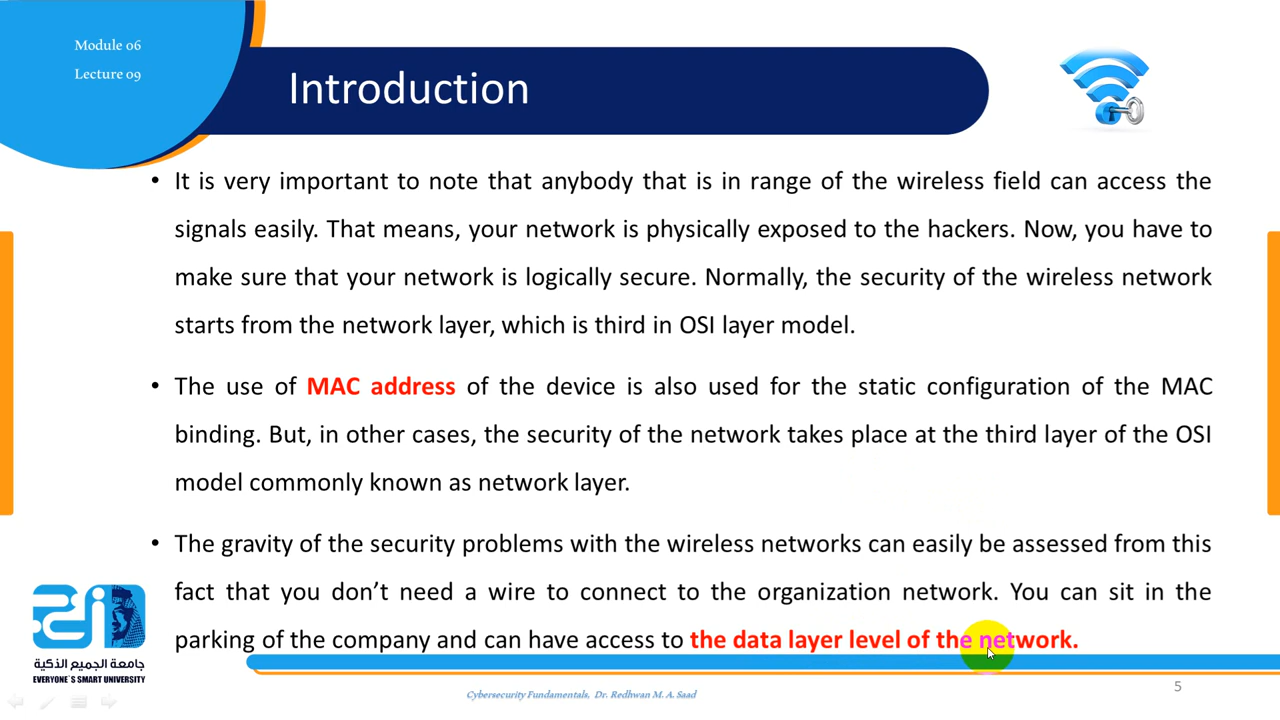 Module 06
Lecture 09
Introduction
• It is very important to note that anybody that is in range of the wireless field can access the
signals easily. That means, your network is physically exposed to the hackers. Now, you have to
make sure that your network is logically secure. Normally, the security of the wireless network
starts from the network layer, which is third in OSI layer model.
• The use of MAC address of the device is also used for the static configuration of the MAC
binding. But, in other cases, the security of the network takes place at the third layer of the OSI
model commonly known as network layer.
• The gravity of the security problems with the wireless networks can easily be assessed from this
fact that you don’t need a wire to connect to the organization network. You can sit in the
parking of the company and can have access to the data layer level of the network.
جامعة الجميع الذكية
EVERYONE`S SMART UNIVERSITY
Cybersecurity Fundamentals, Dr. Redhwan M. A. Saad
5